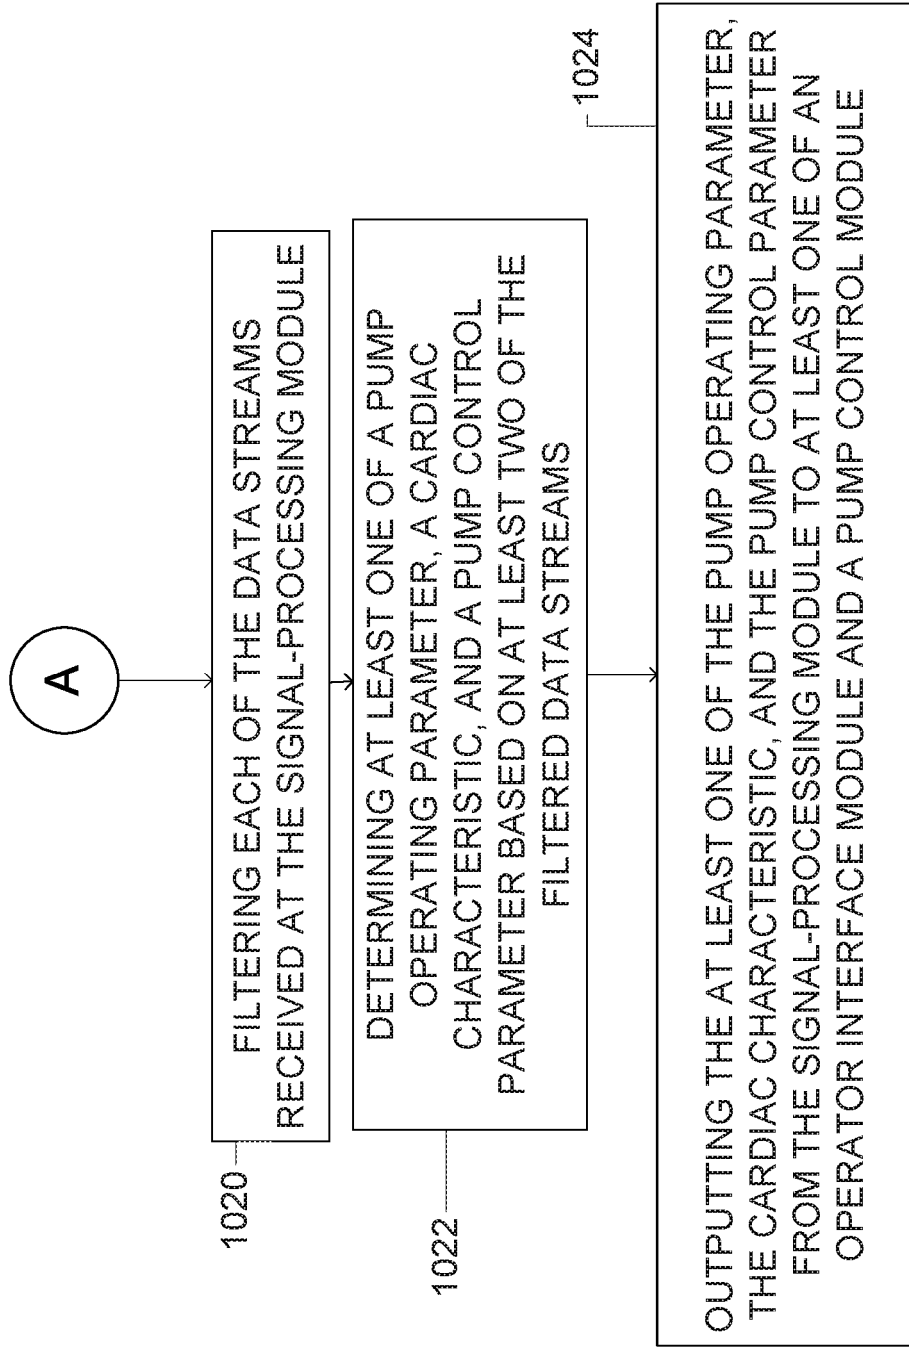 A
1020
FILTERING EACH OF THE DATA STREAMS
RECEIVED AT THE SIGNAL-PROCESSING MODULE
1022
DETERMINING AT LEAST ONE OF A PUMP
OPERATING PARAMETER, A CARDIAC
CHARACTERISTIC, AND A PUMP CONTROL
PARAMETER BASED ON AT LEAST TWO OF THE
FILTERED DATA STREAMS
1024
OUTPUTTING THE AT LEAST ONE OF THE PUMP OPERATING PARAMETER,
THE CARDIAC CHARACTERISTIC, AND THE PUMP CONTROL PARAMETER
FROM THE SIGNAL-PROCESSING MODULE TO AT LEAST ONE OF AN
OPERATOR INTERFACE MODULE AND A PUMP CONTROL MODULE